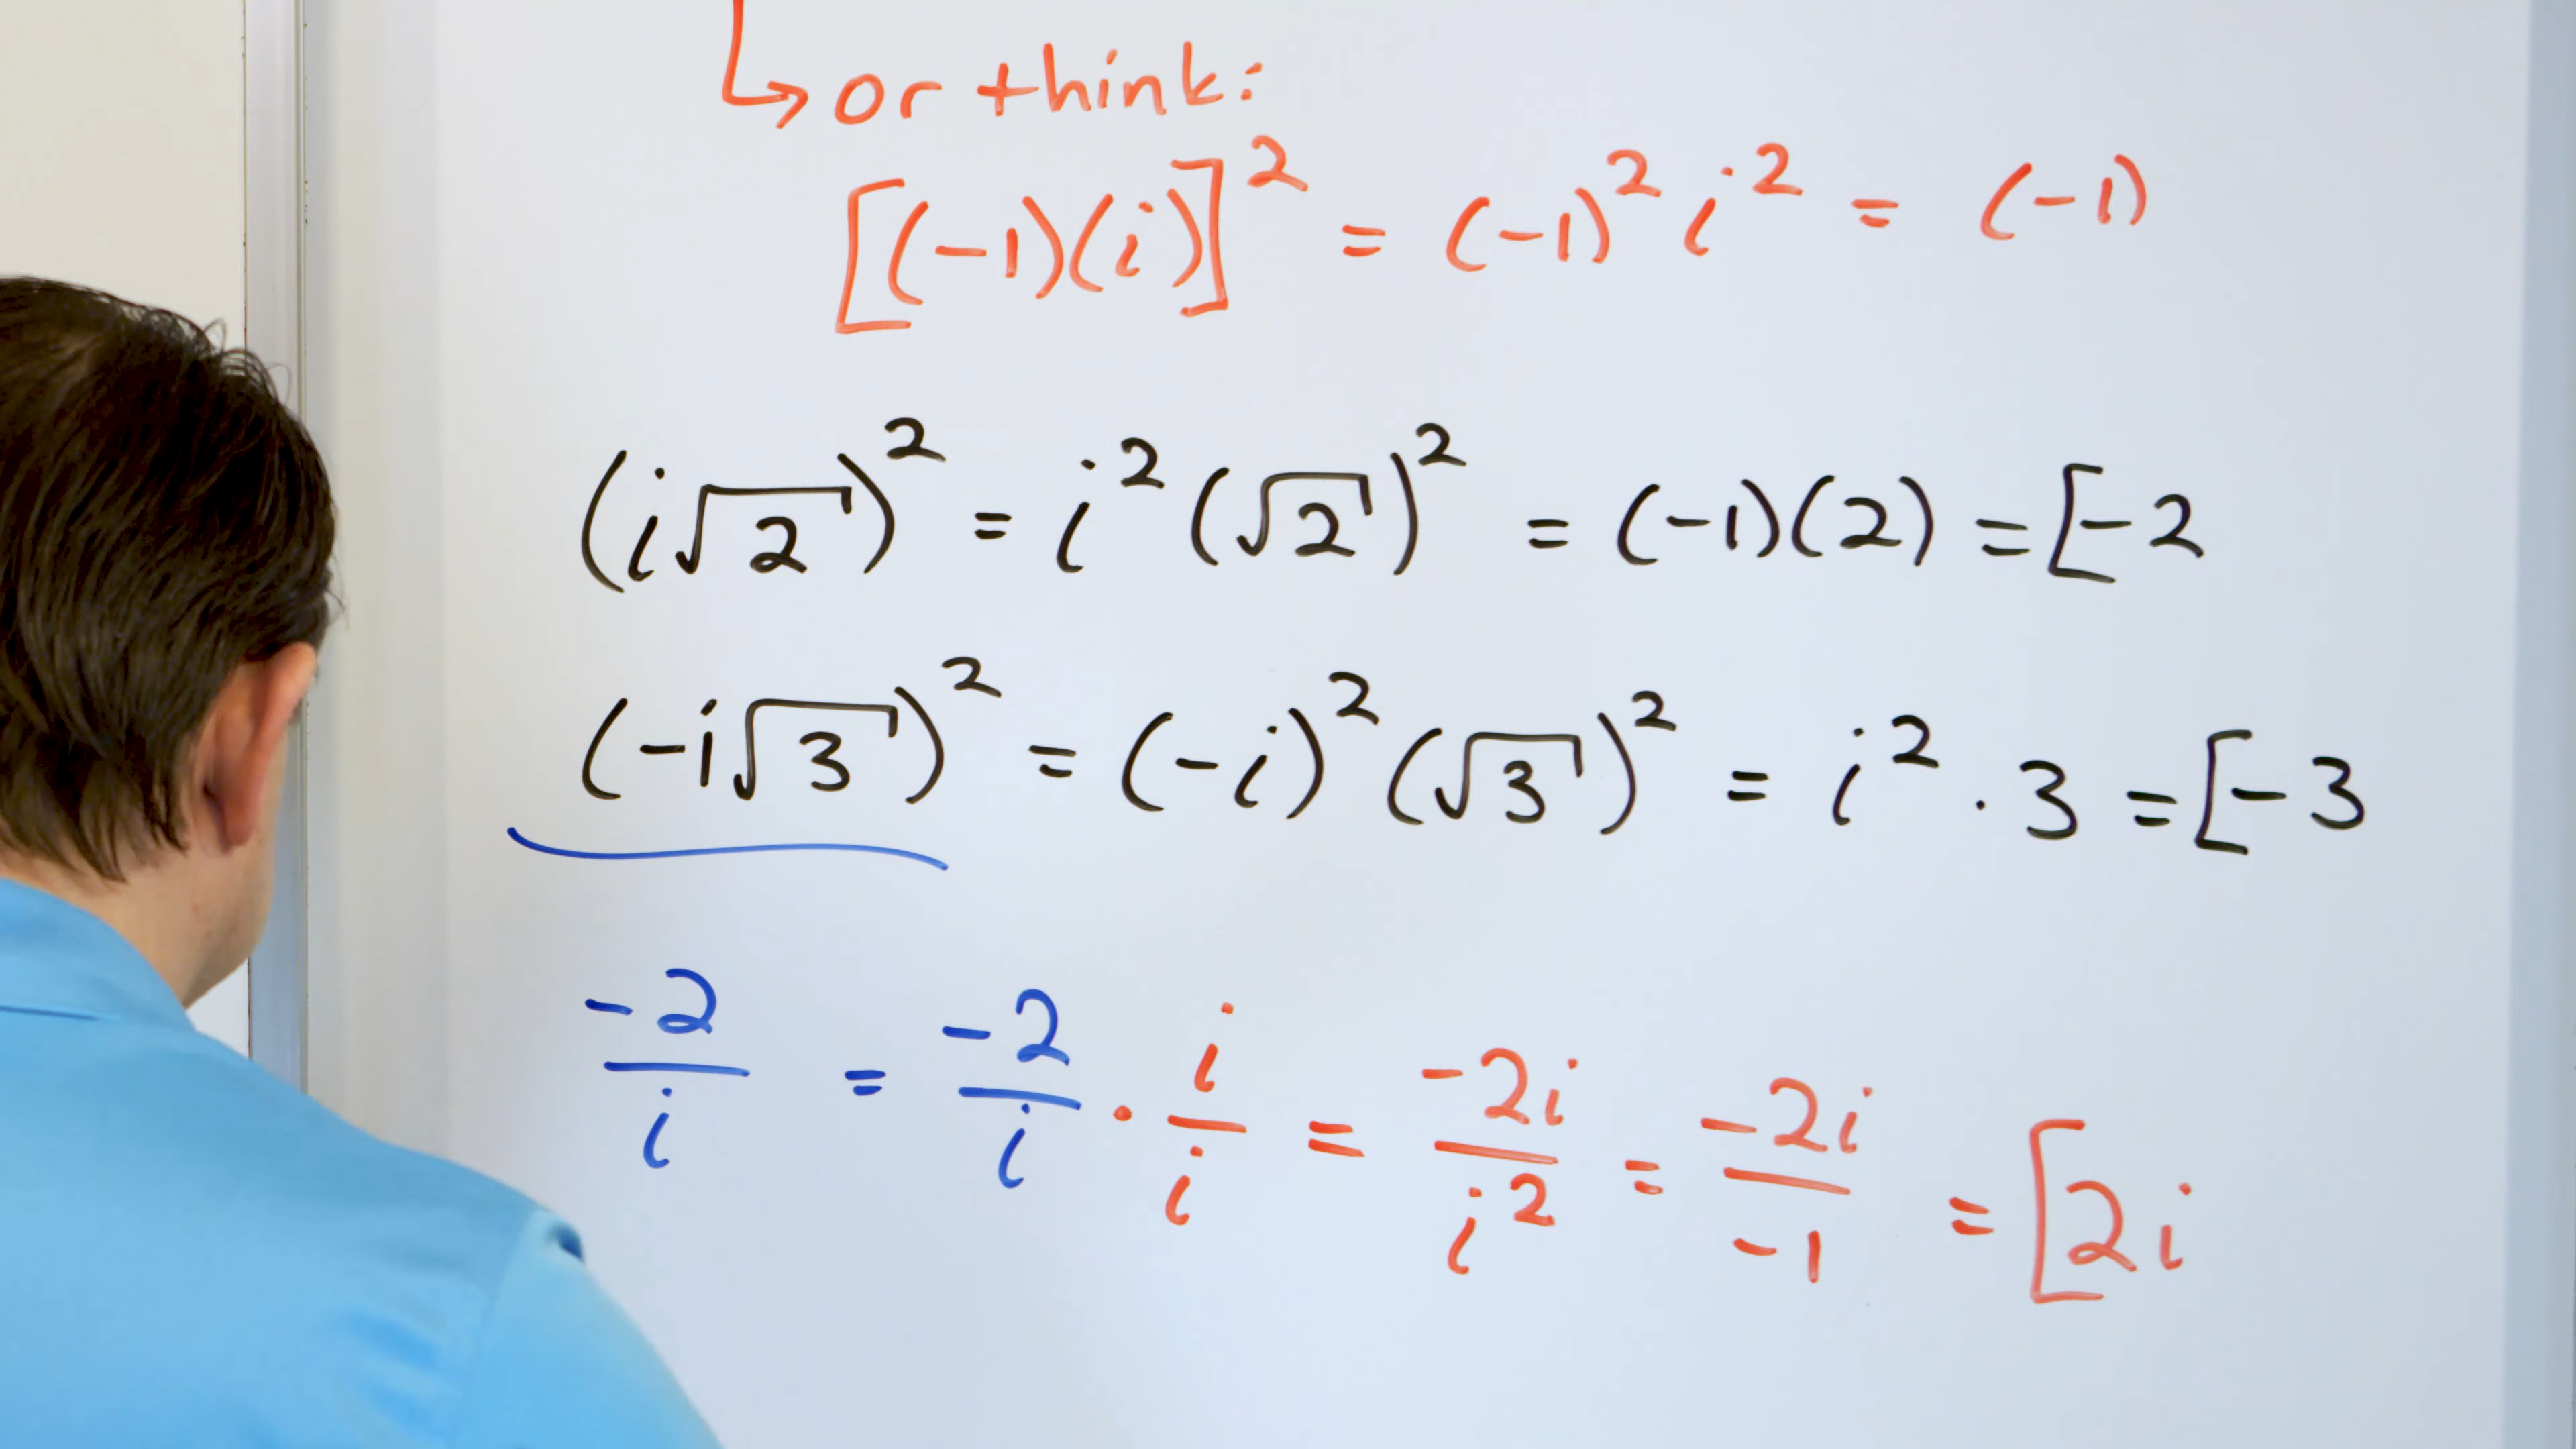 ↳ or think:
[(-1)(i)]² = (-1)² i² = (-1)
(i√2)² = i² (√2)² = (-1)(2) = [-2
(-i√3)² = (-i)² (√3)² = i² · 3 = [-3
-2/i = -2/i · i/i = -2i/i² = -2i/-1 = [2i